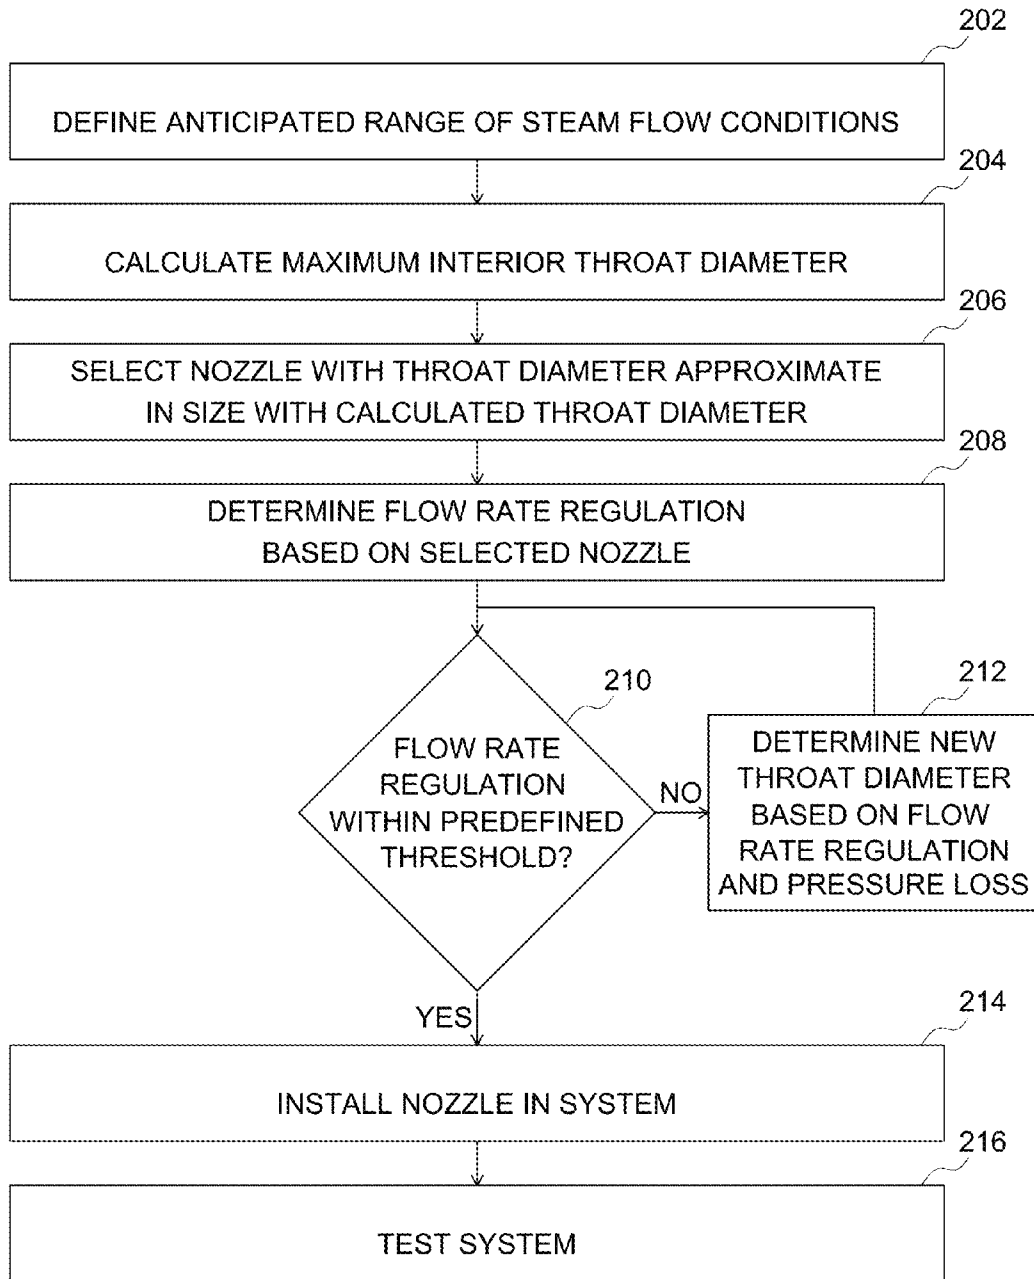 202
DEFINE ANTICIPATED RANGE OF STEAM FLOW CONDITIONS
204
CALCULATE MAXIMUM INTERIOR THROAT DIAMETER
206
SELECT NOZZLE WITH THROAT DIAMETER APPROXIMATE
IN SIZE WITH CALCULATED THROAT DIAMETER
208
DETERMINE FLOW RATE REGULATION
BASED ON SELECTED NOZZLE
210
FLOW RATE
REGULATION
WITHIN PREDEFINED
THRESHOLD?
NO
212
DETERMINE NEW
THROAT DIAMETER
BASED ON FLOW
RATE REGULATION
AND PRESSURE LOSS
YES
214
INSTALL NOZZLE IN SYSTEM
216
TEST SYSTEM